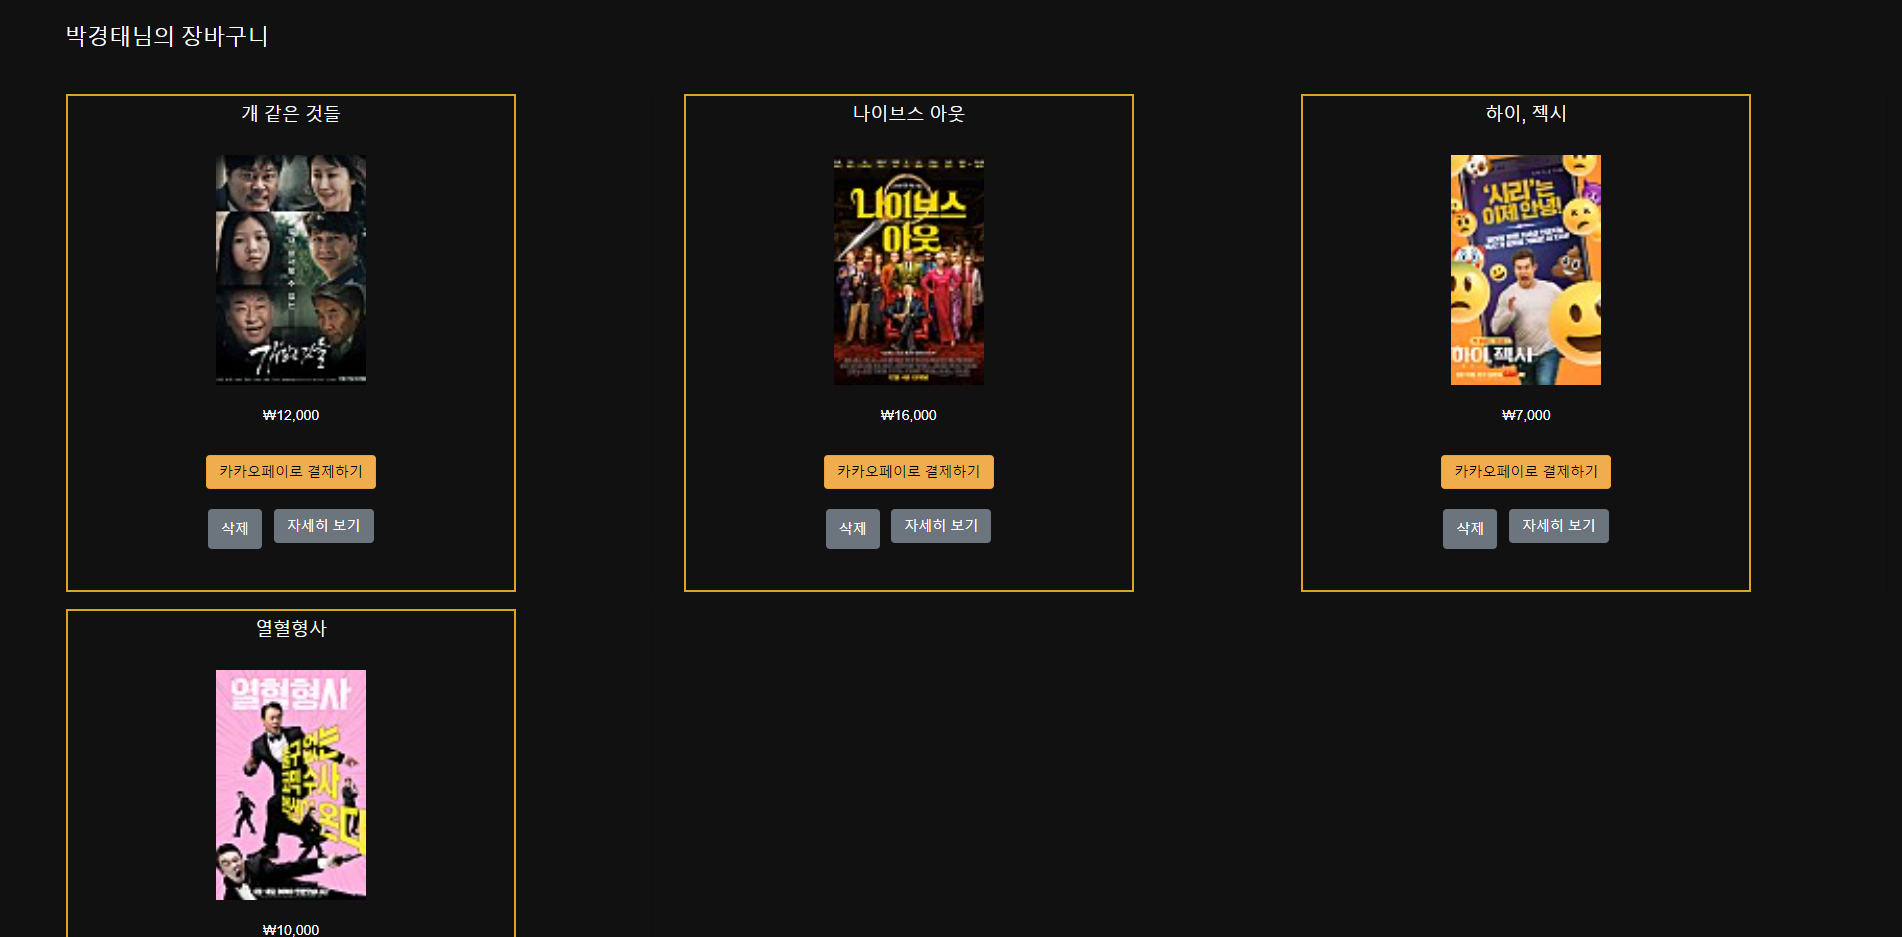 박경태님의 장바구니
개 같은 것들
₩12,000
카카오페이로 결제하기
삭제 자세히 보기
나이브스 아웃
나이브스
아웃
₩16,000
카카오페이로 결제하기
삭제 자세히 보기
하이, 젝시
'시리'는
이제 안녕!
하이, 젝시
₩7,000
카카오페이로 결제하기
삭제 자세히 보기
열혈형사
열혈형사
₩10,000